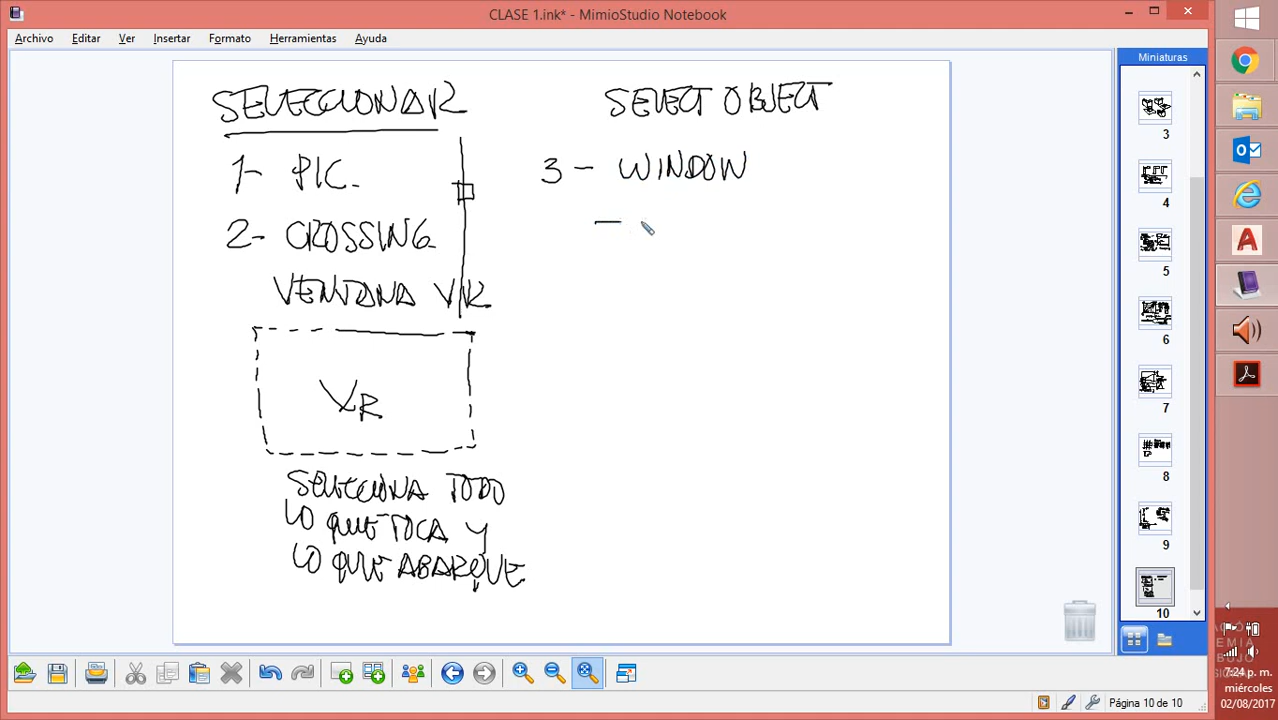 CLASE 1.ink* - MimioStudio Notebook
Archivo Editar Ver Insertar Formato Herramientas Ayuda
SELECCIONAR
1- PIC.
2- CROSSING
VENTANA V/R
VR
SELECCIONA TODO
LO QUE TOCA Y
LO QUE ABARQUE
SELECT OBJECT
3 - WINDOW
Miniaturas
3
4
5
6
7
8
9
10
Página 10 de 10
7:24 p. m.
miércoles
02/08/2017